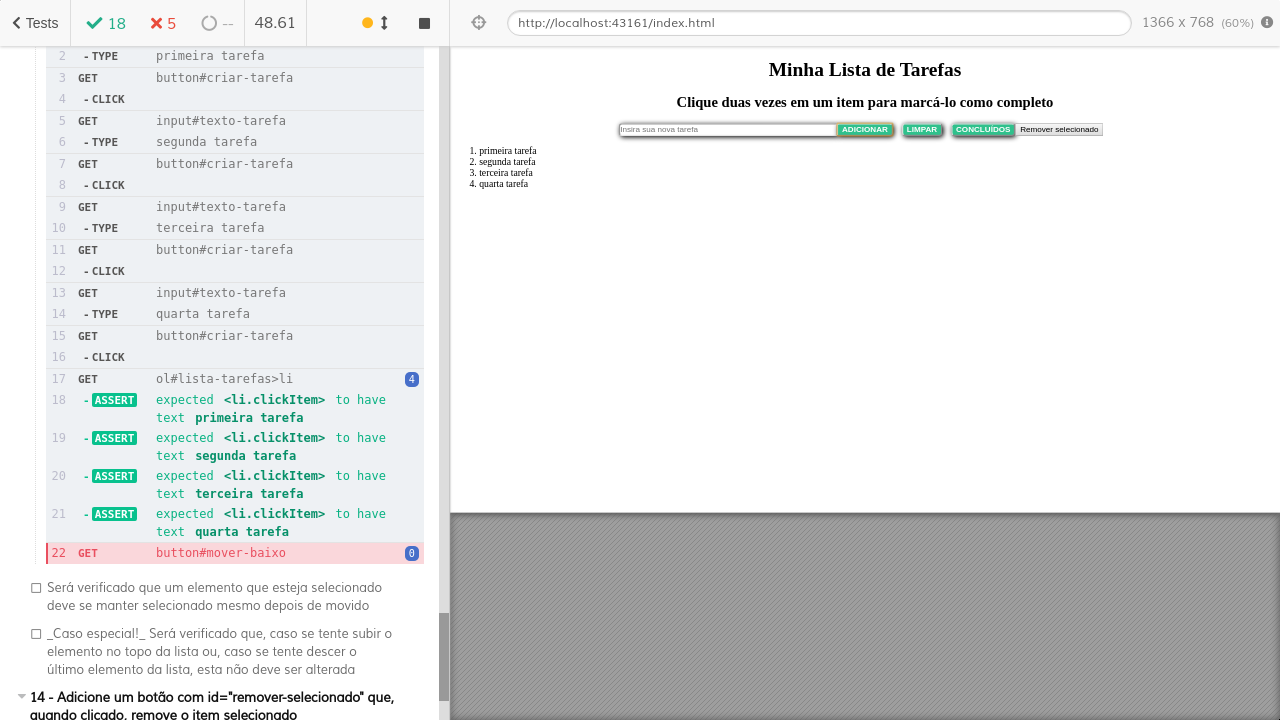 Tests 18 5 -- 48.61
2 - TYPE primeira tarefa
3 GET button#criar-tarefa
4 - CLICK
5 GET input#texto-tarefa
6 - TYPE segunda tarefa
7 GET button#criar-tarefa
8 - CLICK
9 GET input#texto-tarefa
10 - TYPE terceira tarefa
11 GET button#criar-tarefa
12 - CLICK
13 GET input#texto-tarefa
14 - TYPE quarta tarefa
15 GET button#criar-tarefa
16 - CLICK
17 GET ol#lista-tarefas>li 4
18 - ASSERT expected <li.clickItem> to have
text primeira tarefa
19 - ASSERT expected <li.clickItem> to have
text segunda tarefa
20 - ASSERT expected <li.clickItem> to have
text terceira tarefa
21 - ASSERT expected <li.clickItem> to have
text quarta tarefa
22 GET button#mover-baixo 0
Será verificado que um elemento que esteja selecionado
deve se manter selecionado mesmo depois de movido
_Caso especial!_ Será verificado que, caso se tente subir o
elemento no topo da lista ou, caso se tente descer o
último elemento da lista, esta não deve ser alterada
14 - Adicione um botão com id="remover-selecionado" que,
quando clicado, remove o item selecionado
http://localhost:43161/index.html 1366 x 768 (60%)
Minha Lista de Tarefas
Clique duas vezes em um item para marcá-lo como completo
Insira sua nova tarefa ADICIONAR LIMPAR CONCLUÍDOS Remover selecionado
1. primeira tarefa
2. segunda tarefa
3. terceira tarefa
4. quarta tarefa